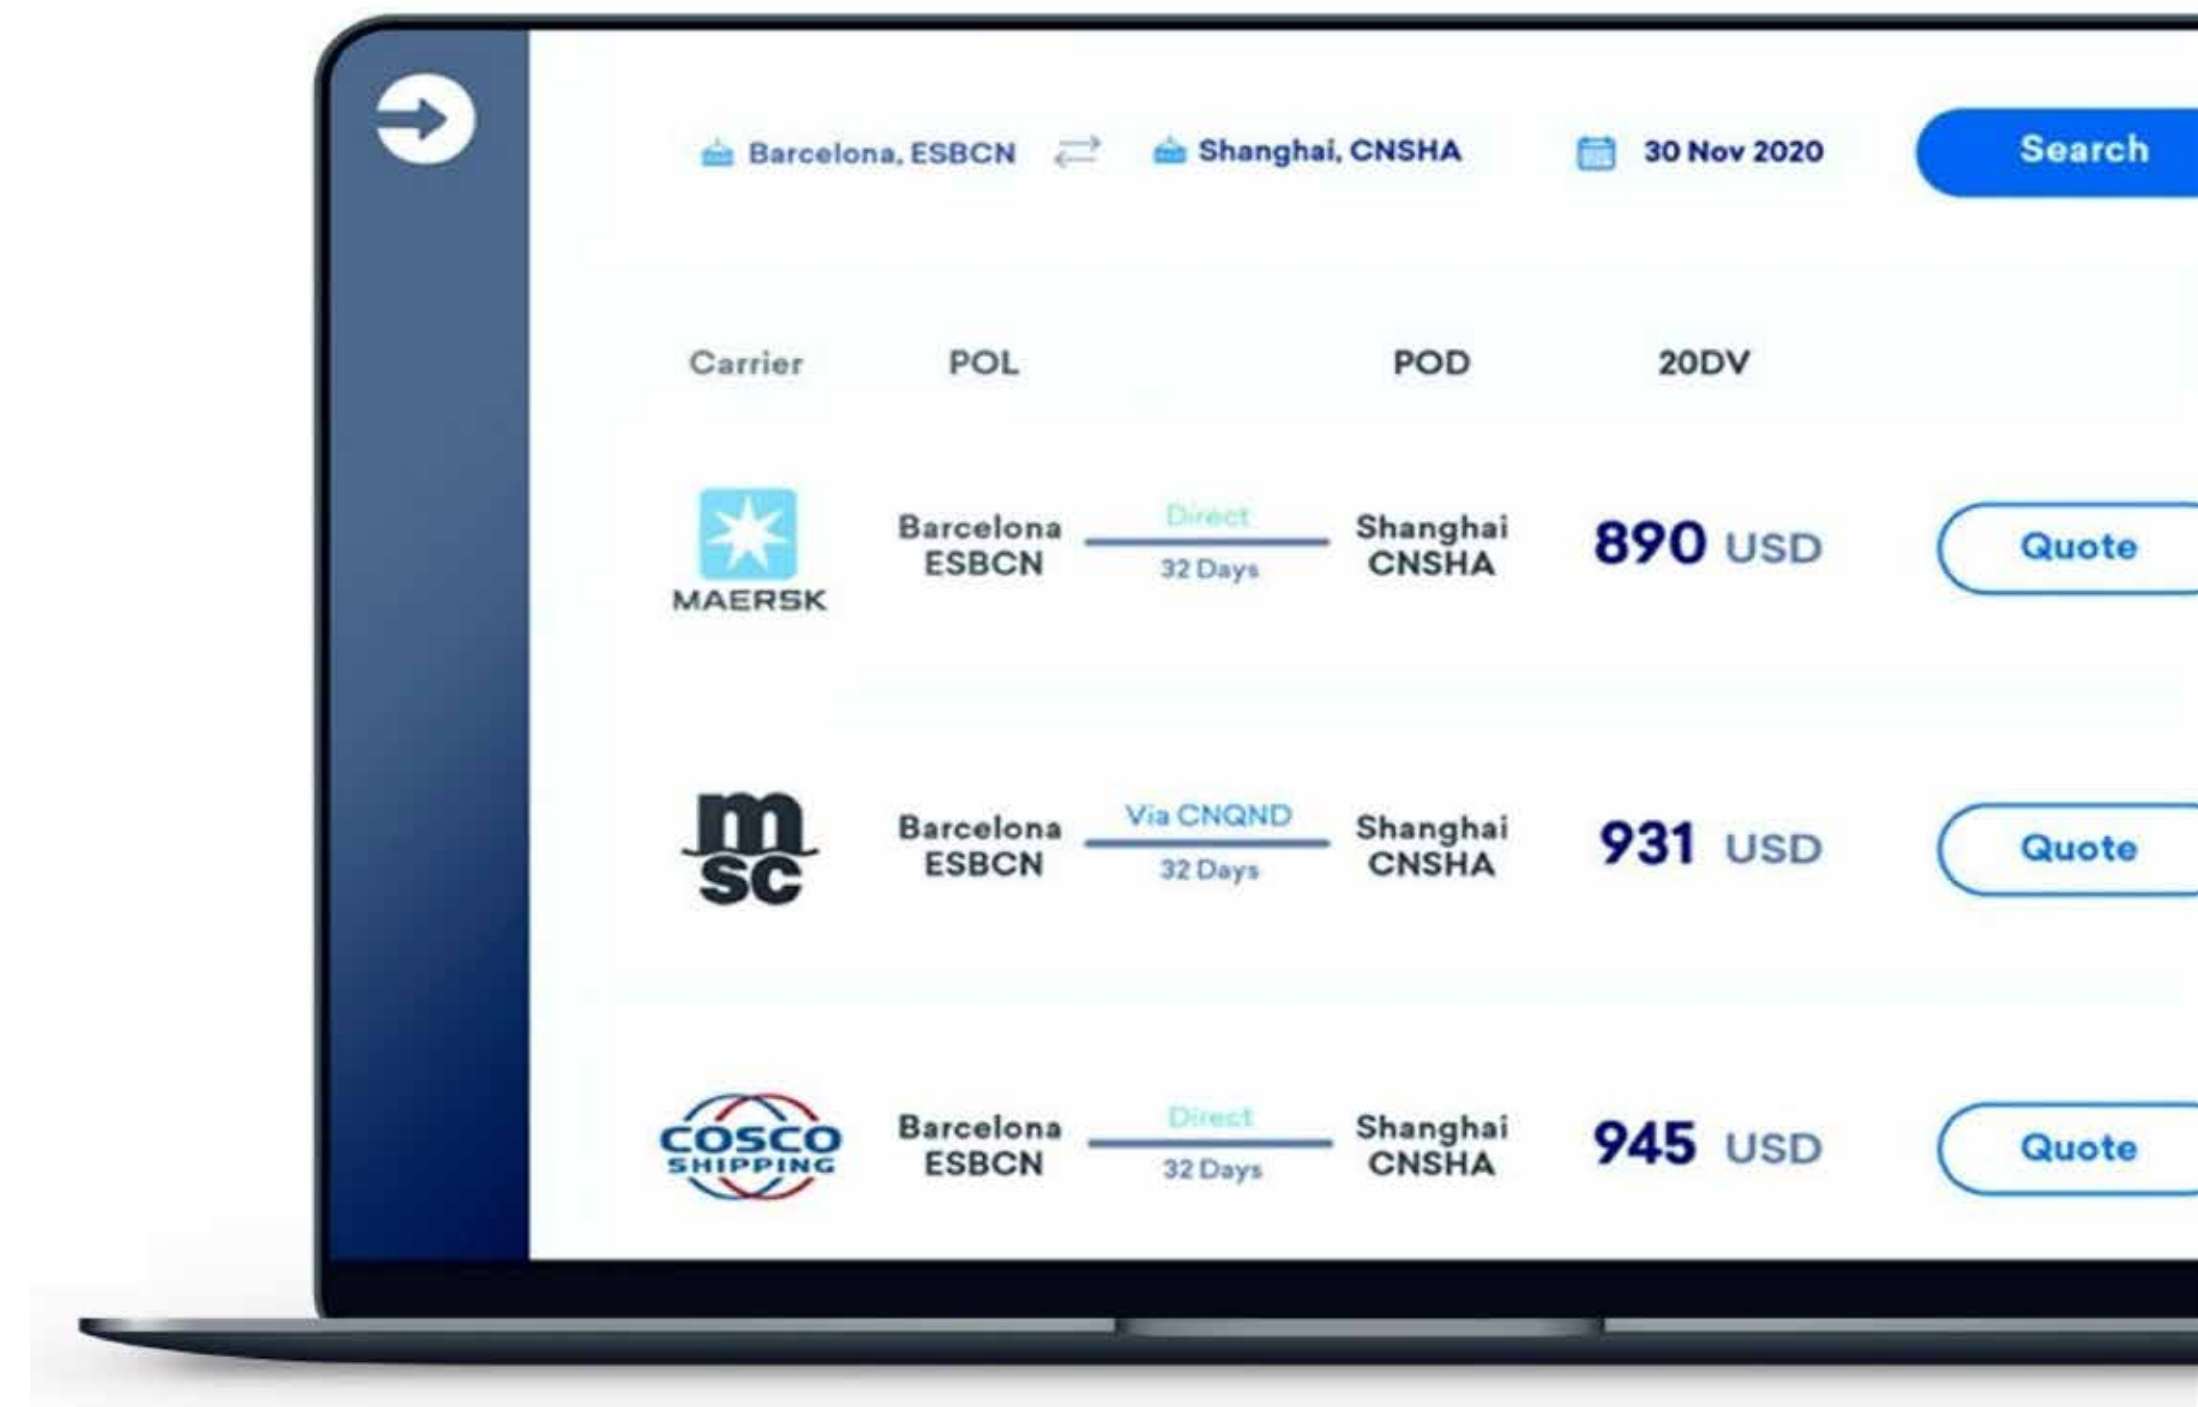 Barcelona, ESBCN Shanghai, CNSHA 30 Nov 2020 Search
Carrier POL POD 20DV
Direct
Barcelona Shanghai 890 USD Quote
ESBCN 32 Days CNSHA
MAERSK
Via CNQND
msc Barcelona Shanghai 931 USD Quote
ESBCN 32 Days CNSHA
Direct
COSCO Barcelona Shanghai 945 USD Quote
SHIPPING ESBCN 32 Days CNSHA